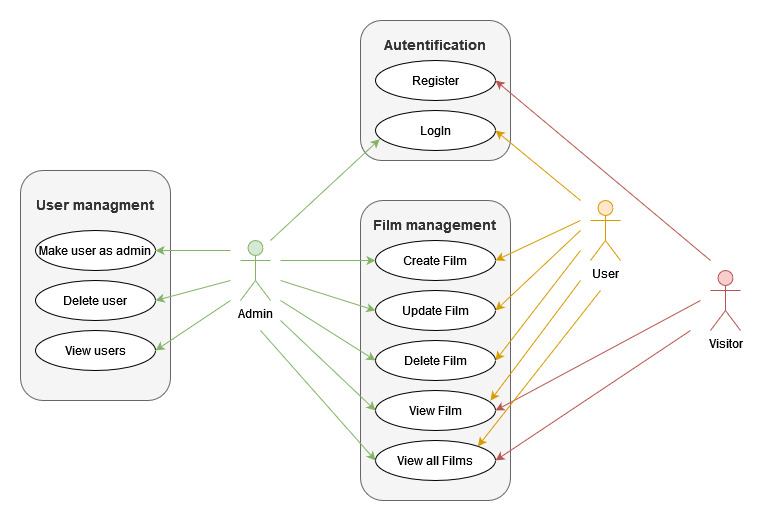 Autentification
Register
LogIn
User managment
Make user as admin
Delete user
View users
Admin
Film management
Create Film
Update Film
Delete Film
View Film
View all Films
User
Visitor